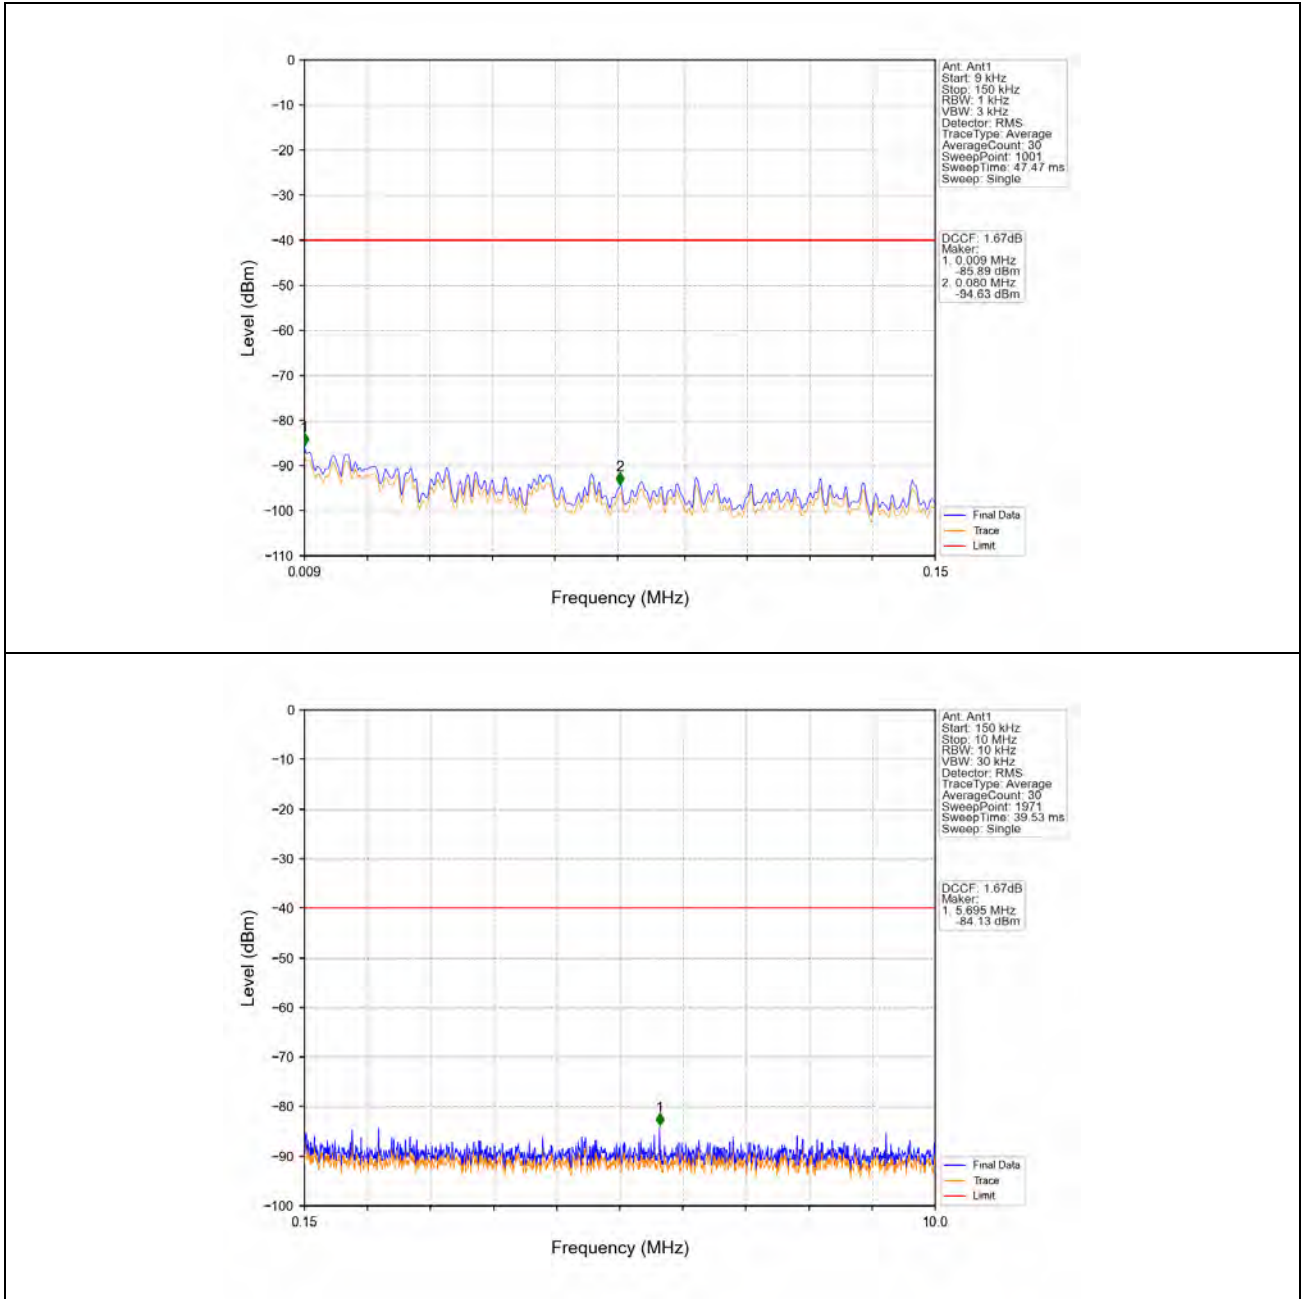 0
-10
-20
-30
-40
-50
-60
-70
-80
-90
-100
-110
Level (dBm)
0.009
0.15
Frequency (MHz)
2
Ant: Ant1
Start: 9 kHz
Stop: 150 kHz
RBW: 1 kHz
VBW: 3 kHz
Detector: RMS
TraceType: Average
AverageCount: 30
SweepPoint: 1001
SweepTime: 47.47 ms
Sweep: Single
DCCF: 1.67dB
Maker:
1. 0.009 MHz
-85.89 dBm
2. 0.080 MHz
-94.63 dBm
Final Data
Trace
Limit
0
-10
-20
-30
-40
-50
-60
-70
-80
-90
-100
Level (dBm)
0.15
10.0
Frequency (MHz)
1
Ant: Ant1
Start: 150 kHz
Stop: 10 MHz
RBW: 10 kHz
VBW: 30 kHz
Detector: RMS
TraceType: Average
AverageCount: 30
SweepPoint: 1971
SweepTime: 39.53 ms
Sweep: Single
DCCF: 1.67dB
Maker:
1. 5.695 MHz
-84.13 dBm
Final Data
Trace
Limit